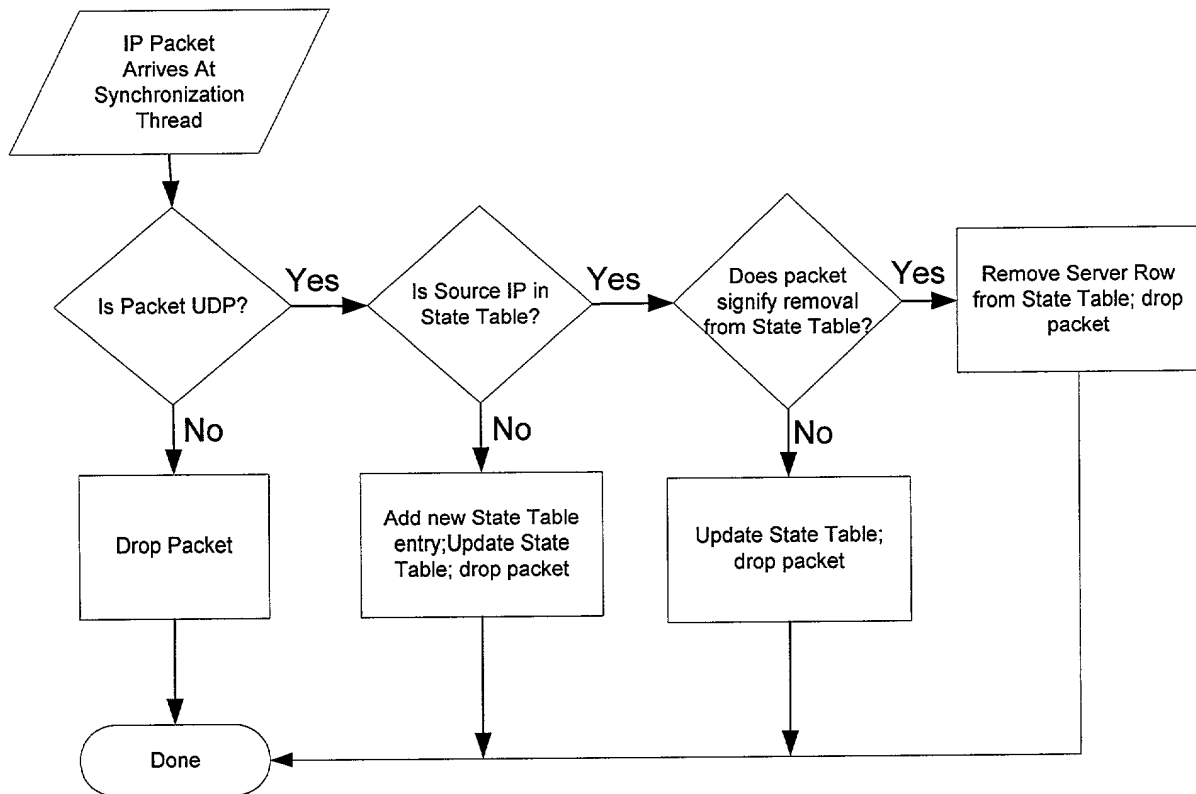 IP Packet
Arrives At
Synchronization
Thread
Is Packet UDP?
Yes
Is Source IP in
State Table?
Yes
Does packet
signify removal
from State Table?
Yes
Remove Server Row
from State Table; drop
packet
No
No
No
Drop Packet
Add new State Table
entry;Update State
Table; drop packet
Update State Table;
drop packet
Done